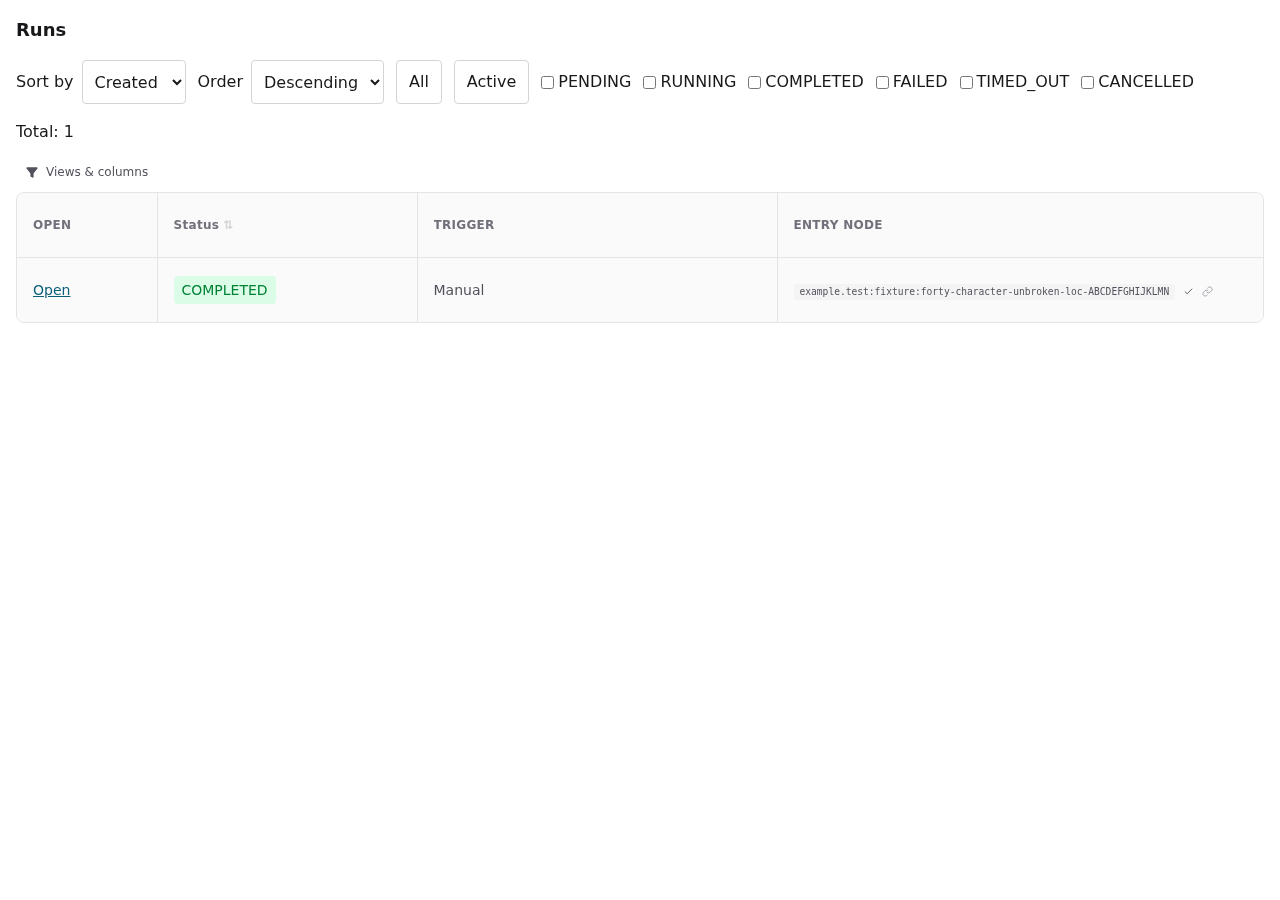 Runs
Sort by Created Order Descending All Active PENDING RUNNING COMPLETED FAILED TIMED_OUT CANCELLED
Total: 1
Views & columns
OPEN Status ⇅ TRIGGER ENTRY NODE
Open COMPLETED Manual example.test:fixture:forty-character-unbroken-loc-ABCDEFGHIJKLMN